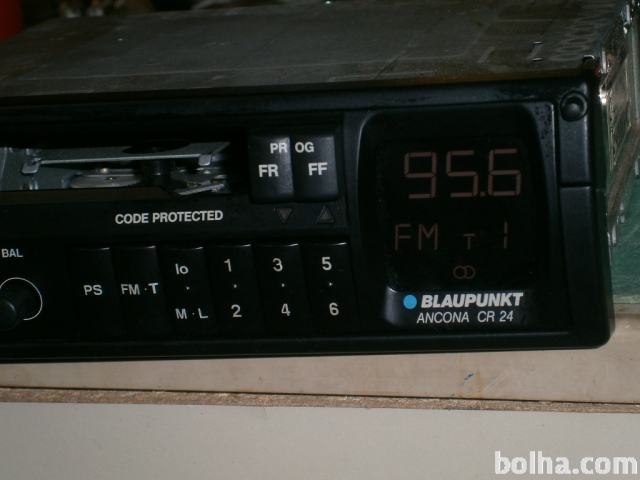 PR OG
FR FF
95.6
FM T 1
CODE PROTECTED
BAL
PS FM·T lo · M·L 1 · 2 3 · 4 5 · 6
BLAUPUNKT
ANCONA CR 24
bolha.com